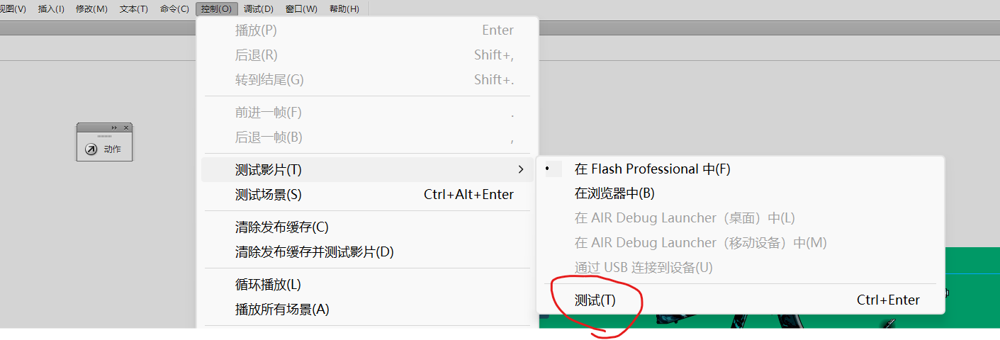 视图(V) 插入(I) 修改(M) 文本(T) 命令(C) 控制(O) 调试(D) 窗口(W) 帮助(H)
播放(P) Enter
后退(R) Shift+,
转到结尾(G) Shift+.
前进一帧(F) .
后退一帧(B) ,
动作
测试影片(T)
测试场景(S) Ctrl+Alt+Enter
清除发布缓存(C)
清除发布缓存并测试影片(D)
循环播放(L)
播放所有场景(A)
在 Flash Professional 中(F)
在浏览器中(B)
在 AIR Debug Launcher（桌面）中(L)
在 AIR Debug Launcher（移动设备）中(M)
通过 USB 连接到设备(U)
测试(T) Ctrl+Enter